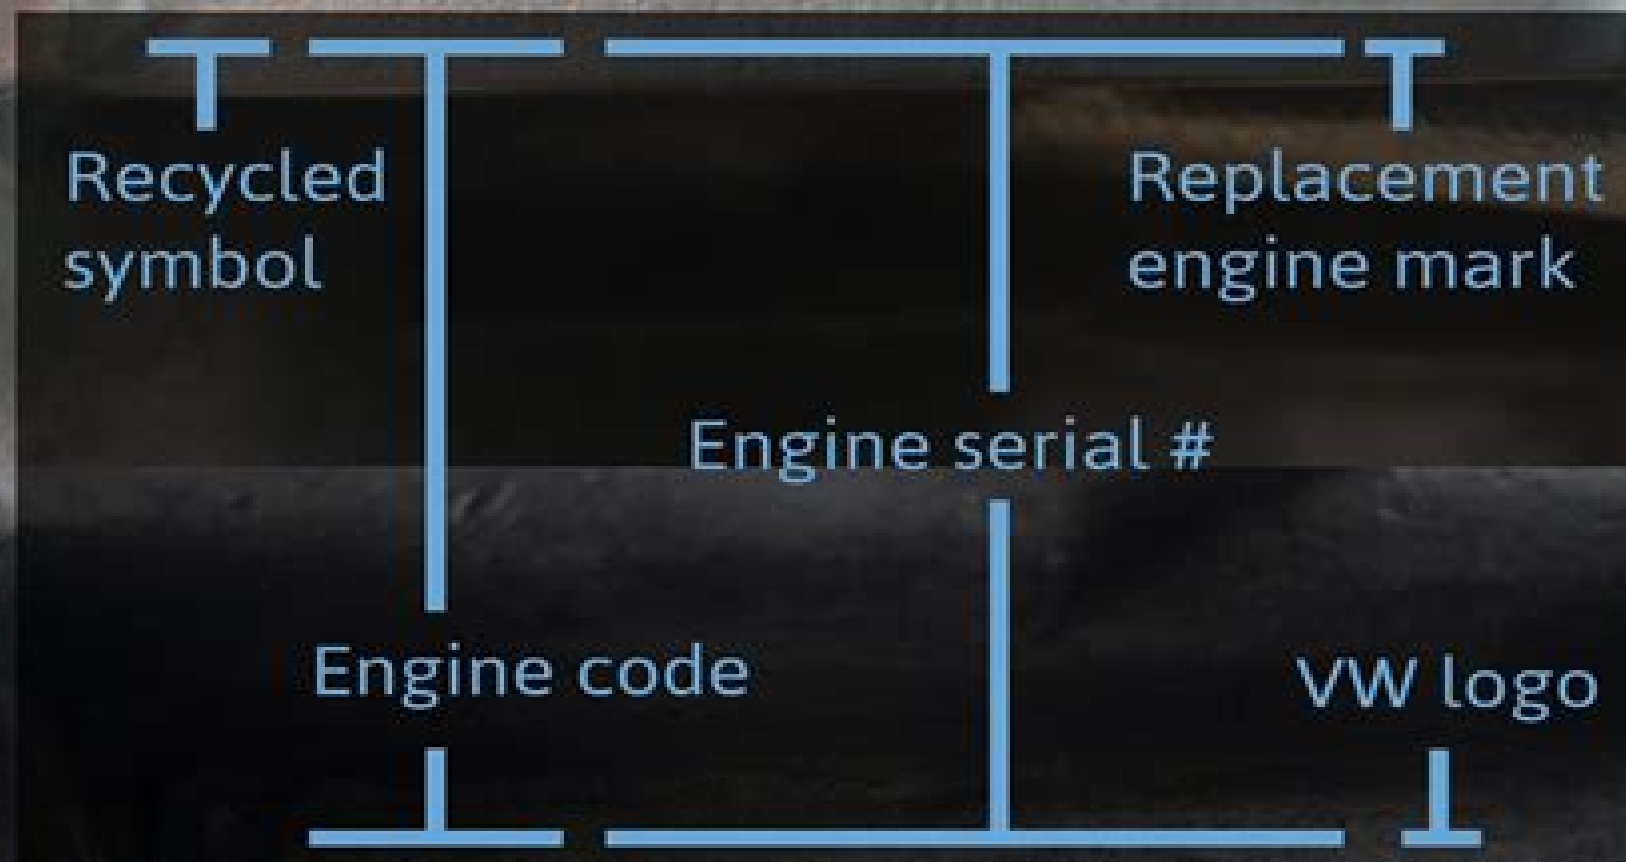 Recycled
symbol
Replacement
engine mark
Engine serial #
Engine code
VW logo